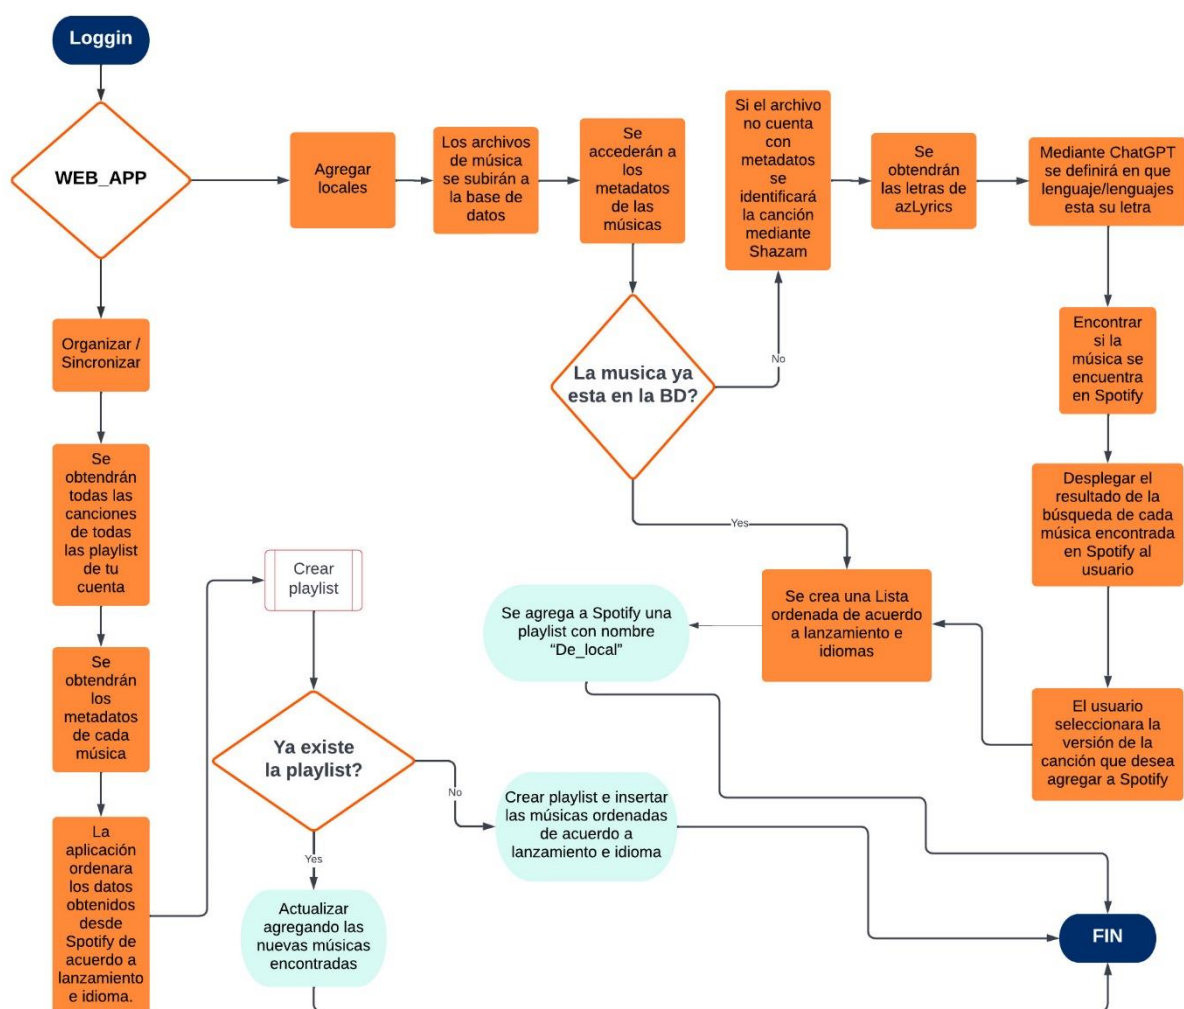 Loggin
WEB_APP
Agregar
locales
Los archivos
de música
se subirán a
la base de
datos
Se
accederán a
los
metadatos
de las
músicas
Si el archivo
no cuenta
con
metadatos
se
identificará
la canción
mediante
Shazam
Se
obtendrán
las letras de
azLyrics
Mediante ChatGPT
se definirá en que
lenguaje/lenguajes
esta su letra
Encontrar
si la
música se
encuentra
en Spotify
Desplegar el
resultado de la
búsqueda de cada
música encontrada
en Spotify al
usuario
El usuario
seleccionara la
versión de la
canción que desea
agregar a Spotify
La musica ya
esta en la BD?
No
Yes
Se crea una Lista
ordenada de acuerdo
a lanzamiento e
idiomas
Se agrega a Spotify una
playlist con nombre
“De_local”
Organizar /
Sincronizar
Se
obtendrán
todas las
canciones
de todas
las playlist
de tu
cuenta
Se
obtendrán
los
metadatos
de cada
música
La
aplicación
ordenara
los datos
obtenidos
desde
Spotify de
acuerdo a
lanzamiento
e idioma.
Crear
playlist
Ya existe
la playlist?
No
Yes
Crear playlist e insertar
las músicas ordenadas
de acuerdo a
lanzamiento e idioma
Actualizar
agregando las
nuevas músicas
encontradas
FIN